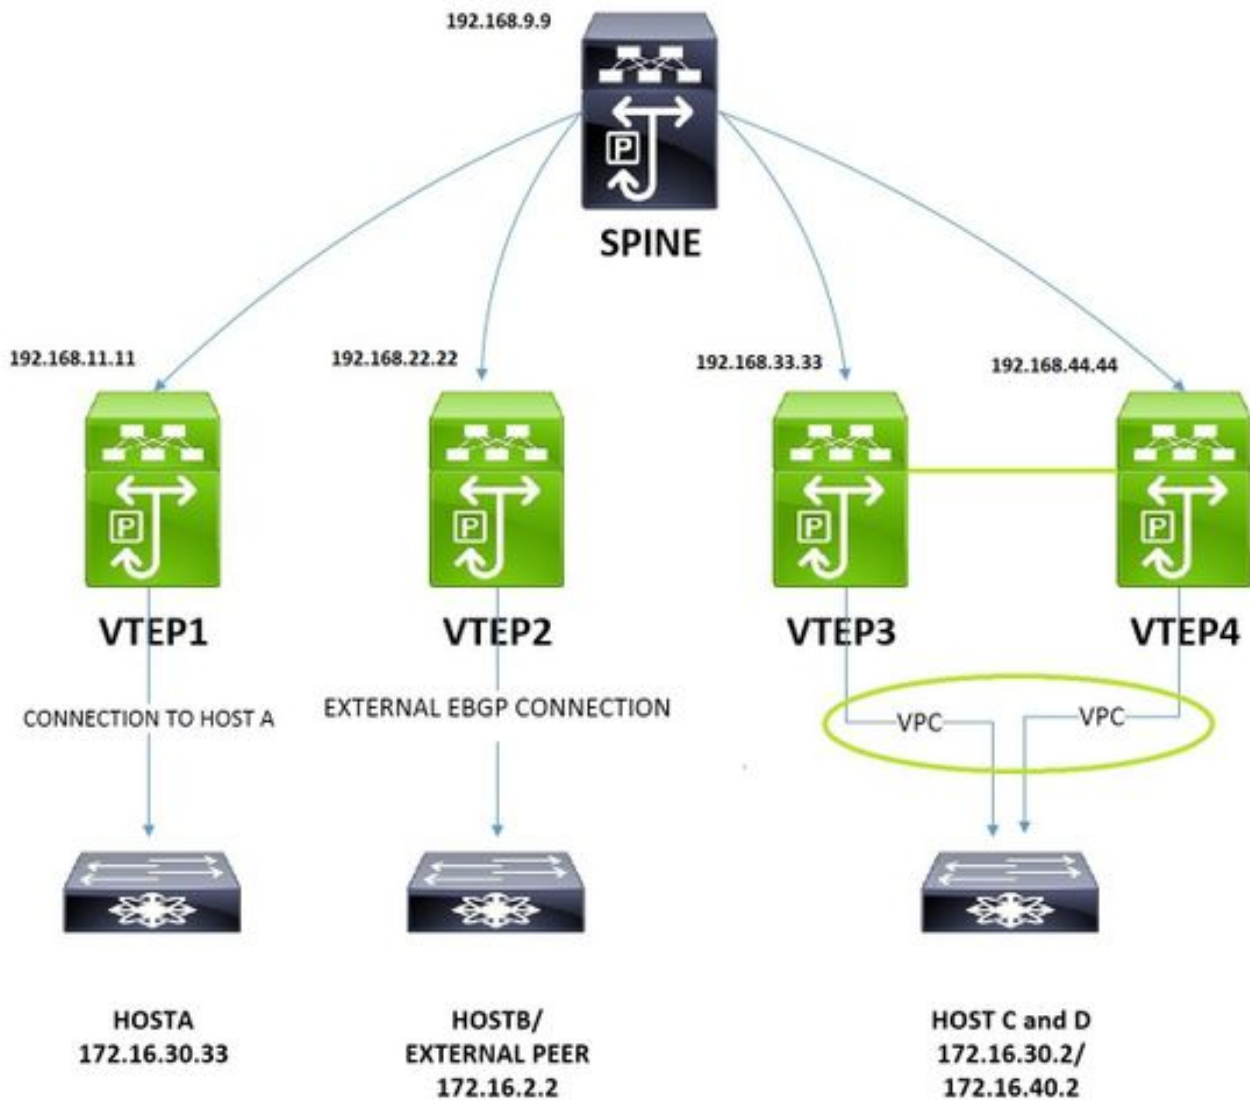 192.168.9.9
P
SPINE
192.168.11.11
192.168.22.22
192.168.33.33
192.168.44.44
P
P
P
P
VTEP1
VTEP2
VTEP3
VTEP4
CONNECTION TO HOST A
EXTERNAL EBGP CONNECTION
VPC
VPC
HOSTA
172.16.30.33
HOSTB/
EXTERNAL PEER
172.16.2.2
HOST C and D
172.16.30.2/
172.16.40.2